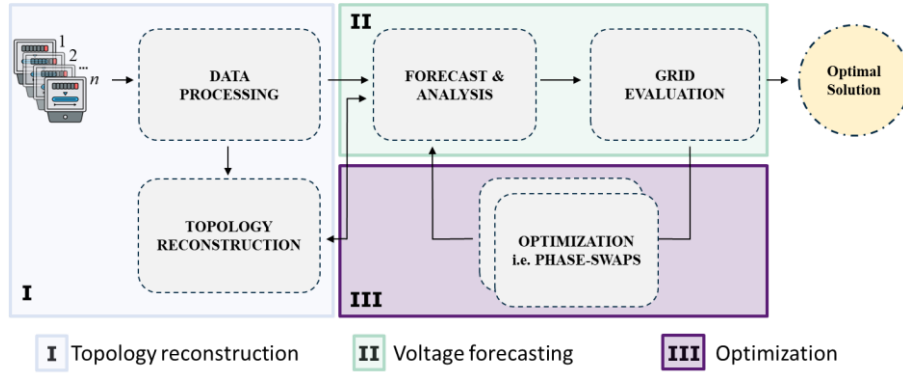 1
2
...
n
DATA
PROCESSING
TOPOLOGY
RECONSTRUCTION
I
II
FORECAST &
ANALYSIS
GRID
EVALUATION
Optimal
Solution
OPTIMIZATION
i.e. PHASE-SWAPS
III
I Topology reconstruction
II Voltage forecasting
III Optimization